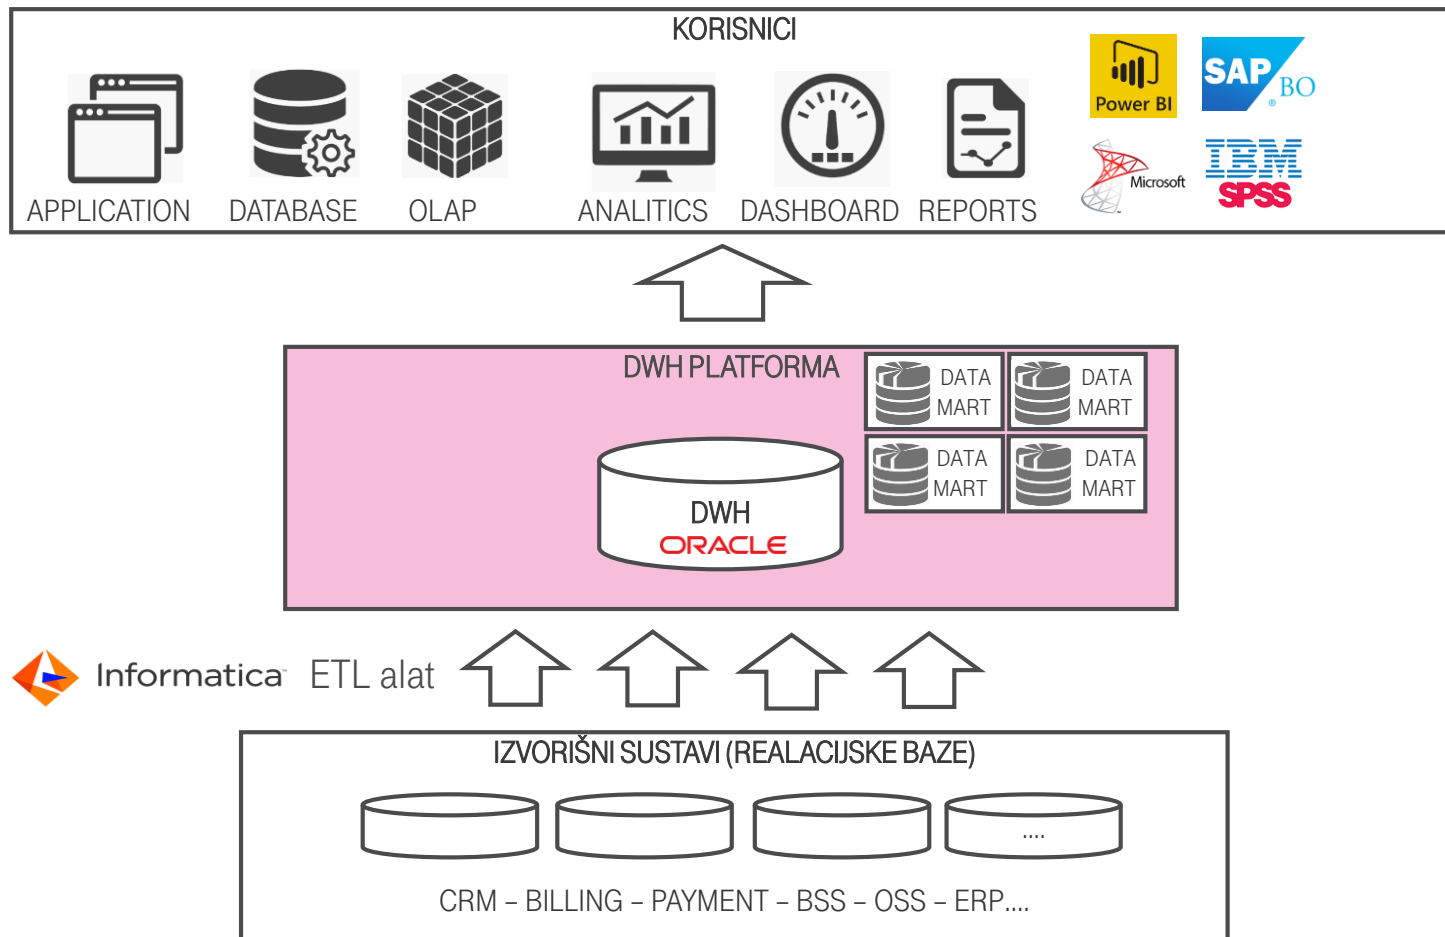 KORISNICI
Power BI
SAP BO
®
Microsoft
IBM
SPSS
APPLICATION
DATABASE
OLAP
ANALITICS
DASHBOARD
REPORTS
DWH PLATFORMA
DATA
MART
DATA
MART
DATA
MART
DATA
MART
DWH
ORACLE
Informatica
ETL alat
IZVORIŠNI SUSTAVI (REALACIJSKE BAZE)
....
CRM – BILLING – PAYMENT – BSS – OSS – ERP....